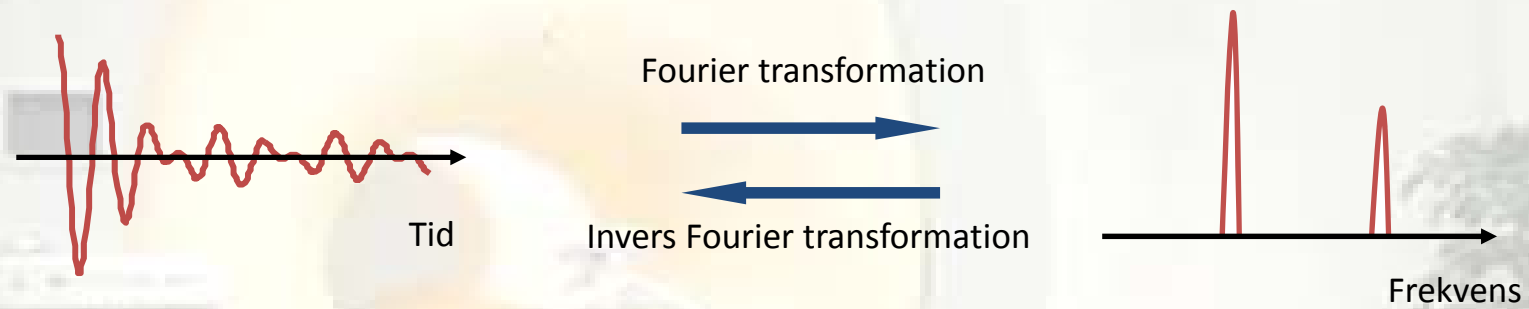 Fourier transformation
Tid
Invers Fourier transformation
Frekvens